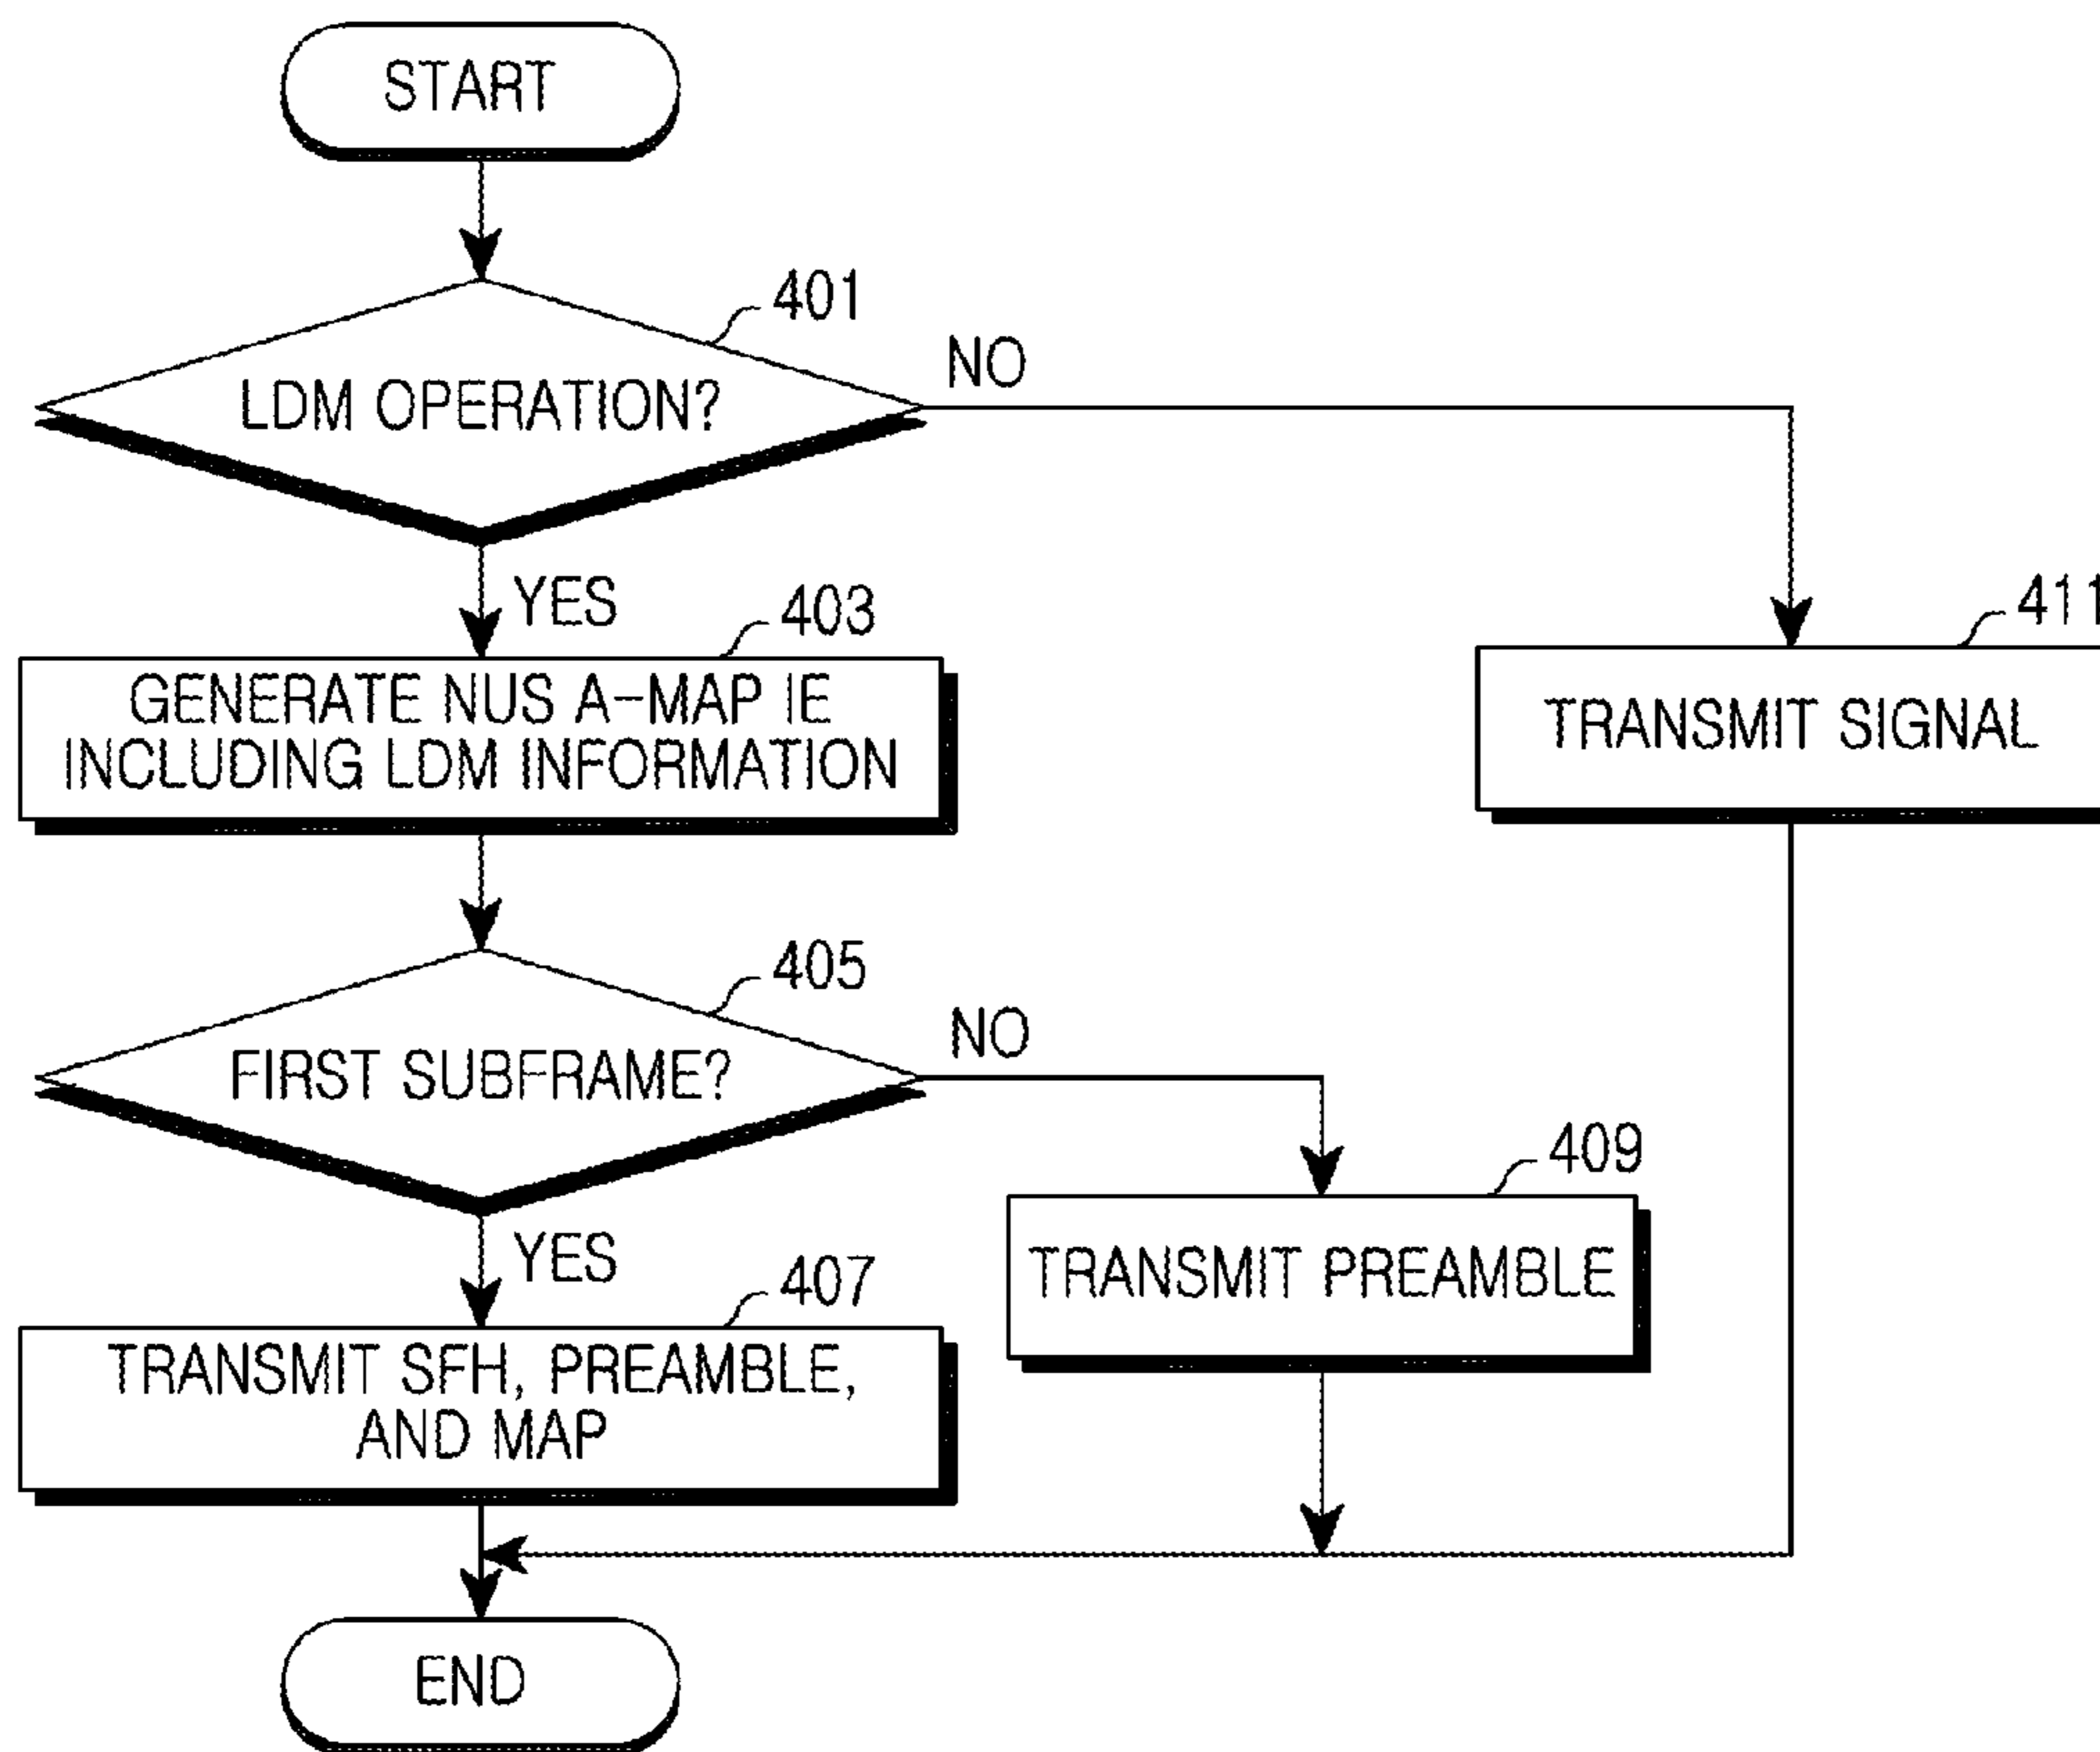 START
401
LDM OPERATION?
NO
YES
403
GENERATE NUS A-MAP IE
INCLUDING LDM INFORMATION
411
TRANSMIT SIGNAL
405
FIRST SUBFRAME?
NO
YES
409
TRANSMIT PREAMBLE
407
TRANSMIT SFH, PREAMBLE,
AND MAP
END